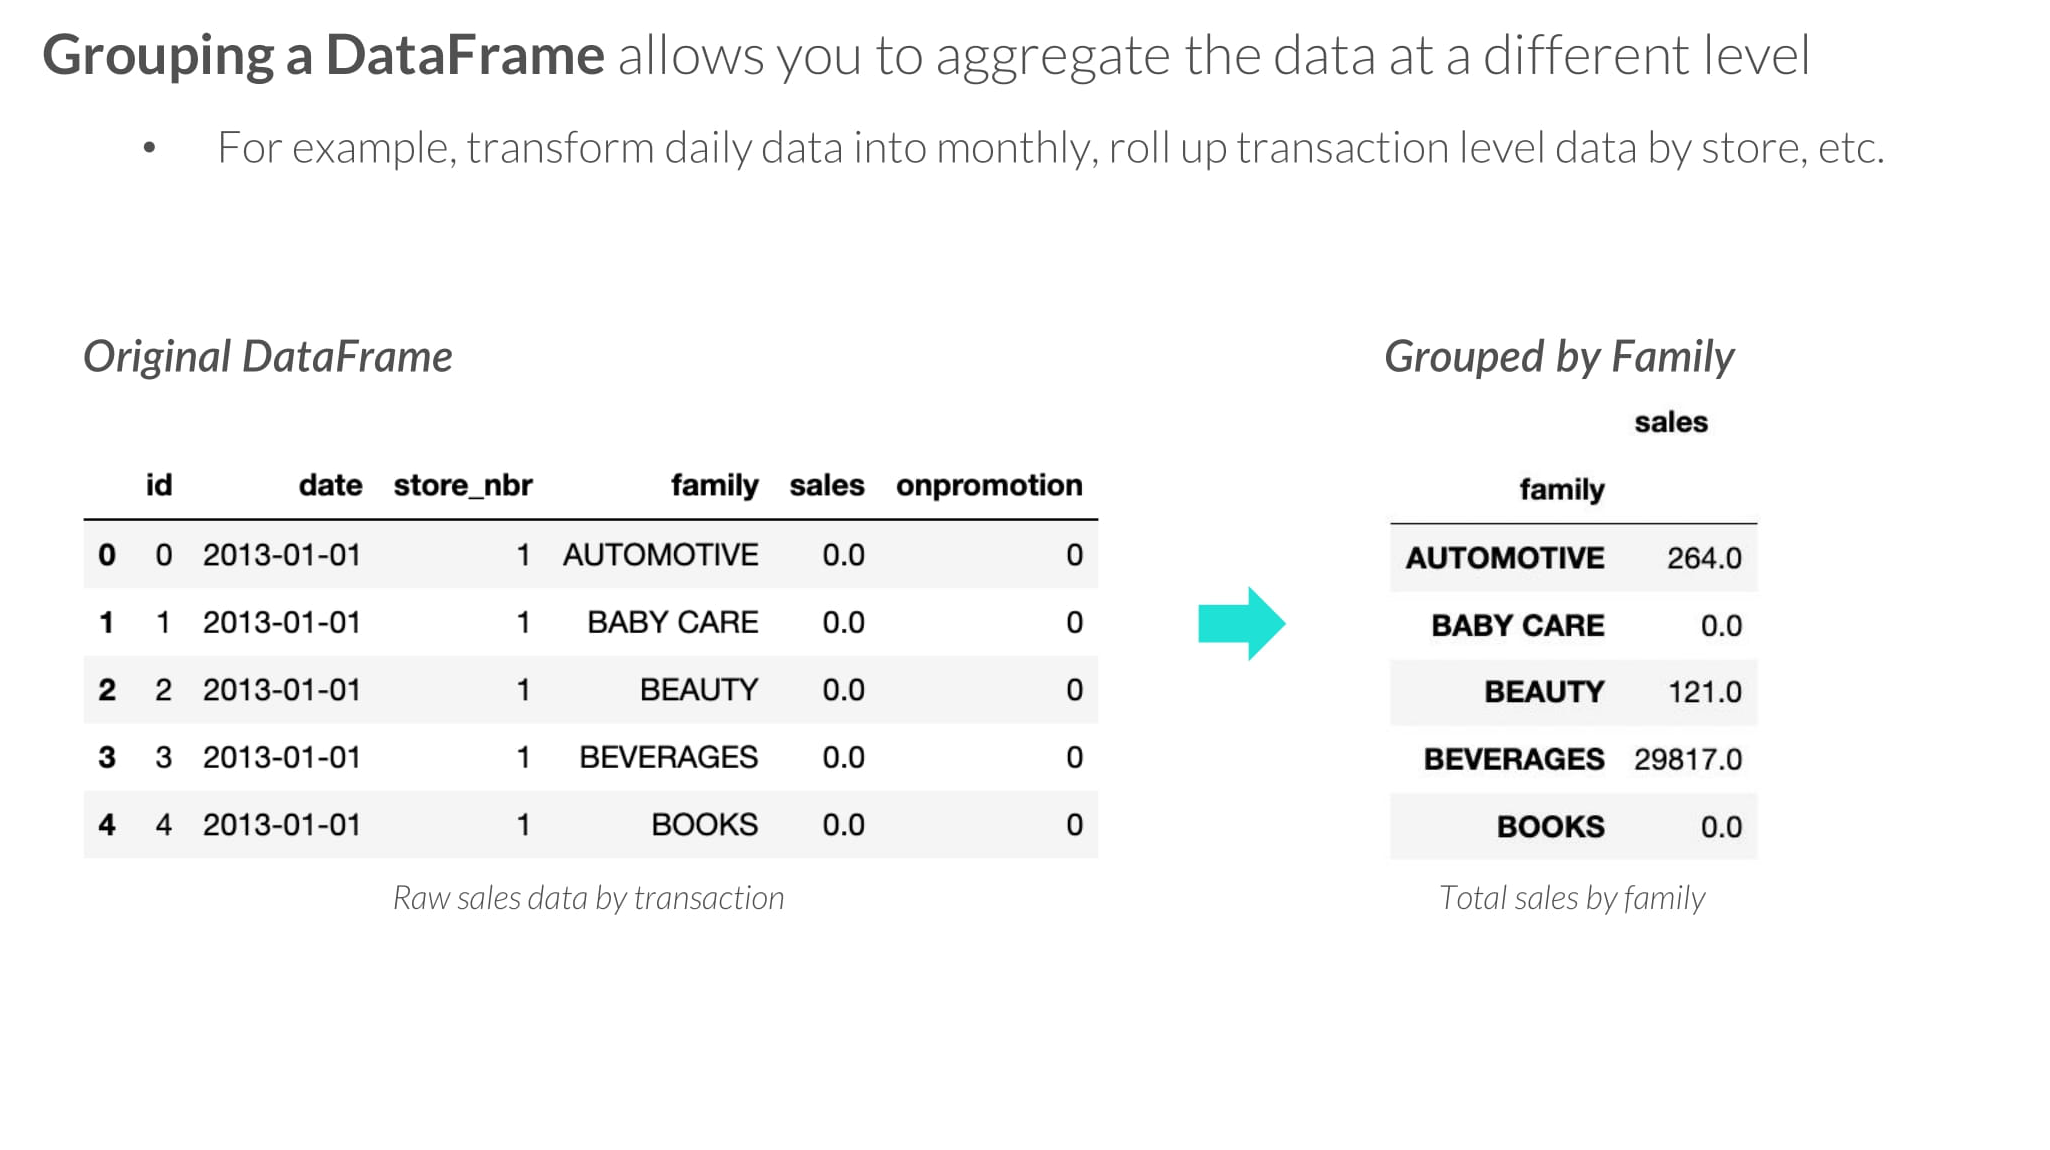 Grouping a DataFrame allows you to aggregate the data at a different level
• For example, transform daily data into monthly, roll up transaction level data by store, etc.
Original DataFrame
id date store_nbr family sales onpromotion
0 0 2013-01-01 1 AUTOMOTIVE 0.0 0
1 1 2013-01-01 1 BABY CARE 0.0 0
2 2 2013-01-01 1 BEAUTY 0.0 0
3 3 2013-01-01 1 BEVERAGES 0.0 0
4 4 2013-01-01 1 BOOKS 0.0 0
Raw sales data by transaction
Grouped by Family
sales
family
AUTOMOTIVE 264.0
BABY CARE 0.0
BEAUTY 121.0
BEVERAGES 29817.0
BOOKS 0.0
Total sales by family